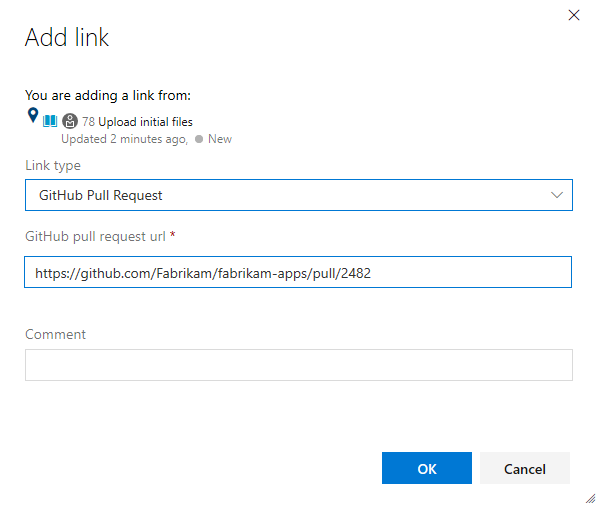 Add link
You are adding a link from:
78 Upload initial files
Updated 2 minutes ago, New
Link type
GitHub Pull Request
GitHub pull request url *
https://github.com/Fabrikam/fabrikam-apps/pull/2482
Comment
OK Cancel